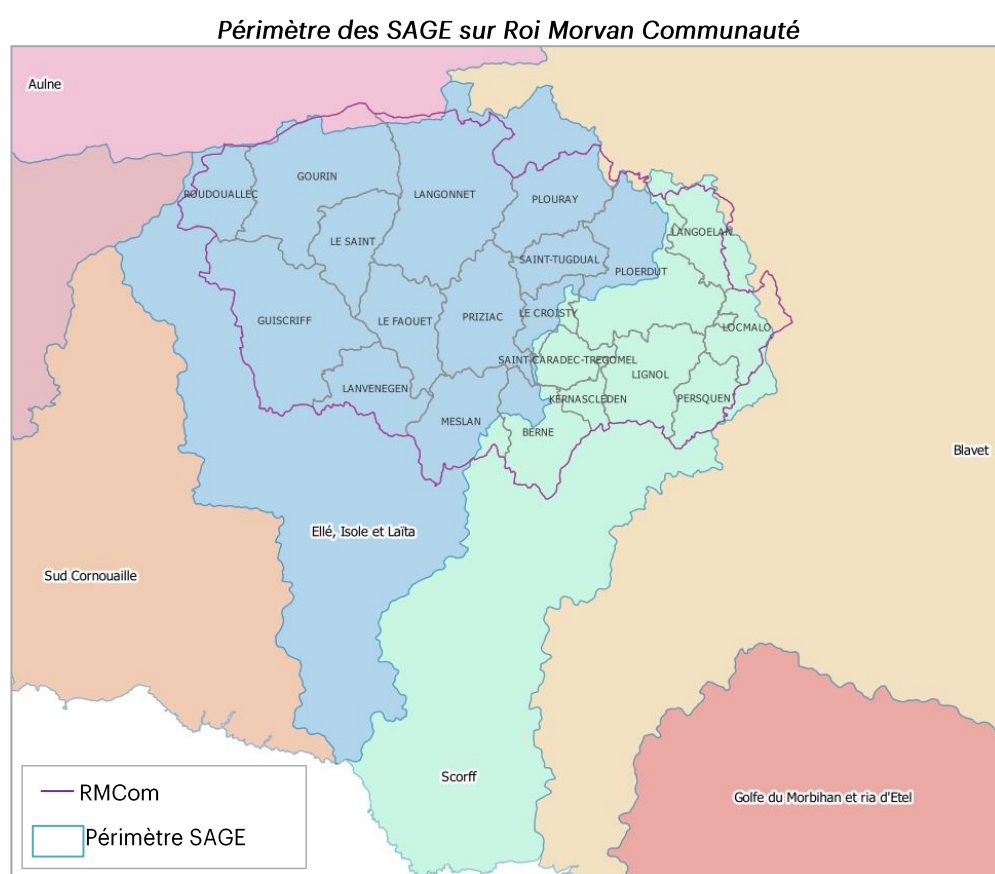 Périmètre des SAGE sur Roi Morvan Communauté
Aulne
GOURIN
ROUDOUALLEC
LANGONNET
PLOURAY
LANGOELAN
LE SAINT
SAINT-TUGDUAL
PLOERDUT
GUISCRIFF
LE FAOUET
PRIZIAC
LE CROISTY
LOCMALO
SAINT-CARADEC-TREGOMEL
LIGNOL
LANVENEGEN
KERNASCLEDEN
PERSQUEN
MESLAN
BERNE
Blavet
Ellé, Isole et Laïta
Sud Cornouaille
Scorff
Golfe du Morbihan et ria d'Etel
RMCom
Périmètre SAGE